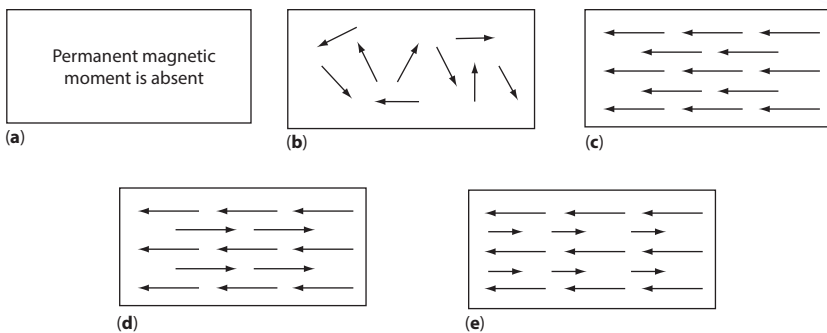 Permanent magnetic
moment is absent
(a)
(b)
(c)
(d)
(e)